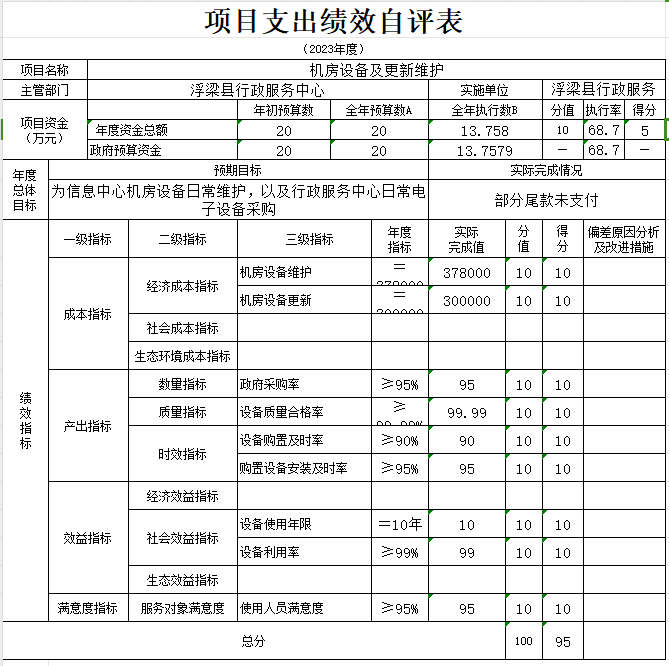 项目支出绩效自评表
（2023年度）
项目名称 机房设备及更新维护
主管部门 浮梁县行政服务中心 实施单位 浮梁县行政服务
项目资金（万元） 年初预算数 全年预算数A 全年执行数B 分值 执行率 得分
年度资金总额 20 20 13.758 10 68.7 5
政府预算资金 20 20 13.7579 — 68.7 —
年度总体目标 预期目标 实际完成情况
为信息中心机房设备日常维护，以及行政服务中心日常电
子设备采购 部分尾款未支付
绩效指标 一级指标 二级指标 三级指标 年度指标 实际完成值 分值 得分 偏差原因分析及改进措施
成本指标 经济成本指标 机房设备维护 ＝ 378000 10 10
机房设备更新 ＝ 300000 10 10
社会成本指标
生态环境成本指标
产出指标 数量指标 政府采购率 ≥95% 95 10 10
质量指标 设备质量合格率 ≥ 99.99 10 10
时效指标 设备购置及时率 ≥90% 90 10 10
购置设备安装及时率 ≥95% 95 10 10
效益指标 经济效益指标
社会效益指标 设备使用年限 ＝10年 10 10 10
设备利用率 ≥99% 99 10 10
生态效益指标
满意度指标 服务对象满意度 使用人员满意度 ≥95% 95 10 10
总分 100 95